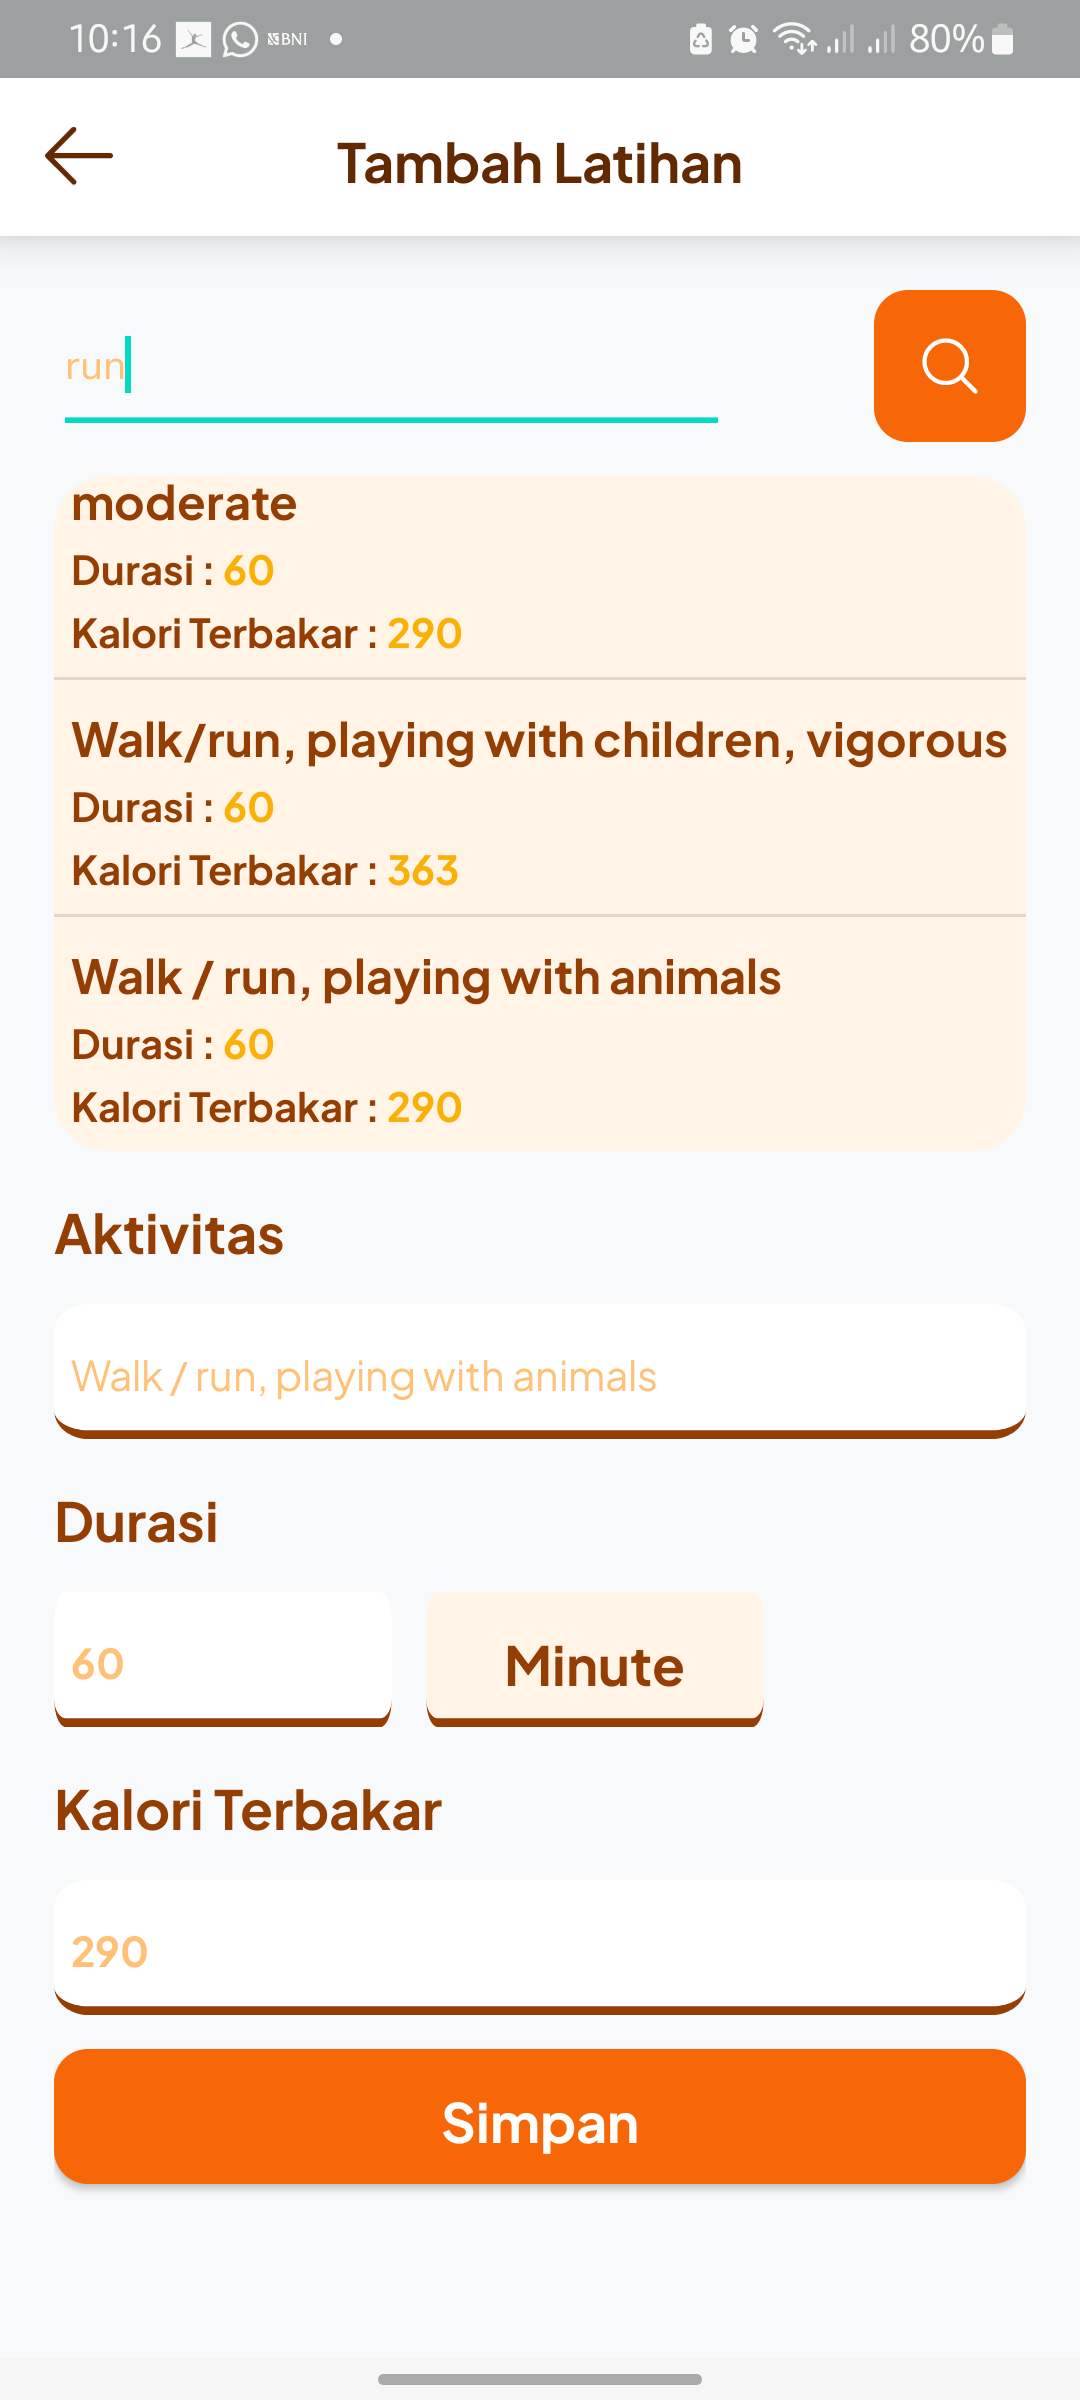 10:16 BNI 80%
Tambah Latihan
run
moderate
Durasi : 60
Kalori Terbakar : 290
Walk/run, playing with children, vigorous
Durasi : 60
Kalori Terbakar : 363
Walk / run, playing with animals
Durasi : 60
Kalori Terbakar : 290
Aktivitas
Walk / run, playing with animals
Durasi
60 Minute
Kalori Terbakar
290
Simpan